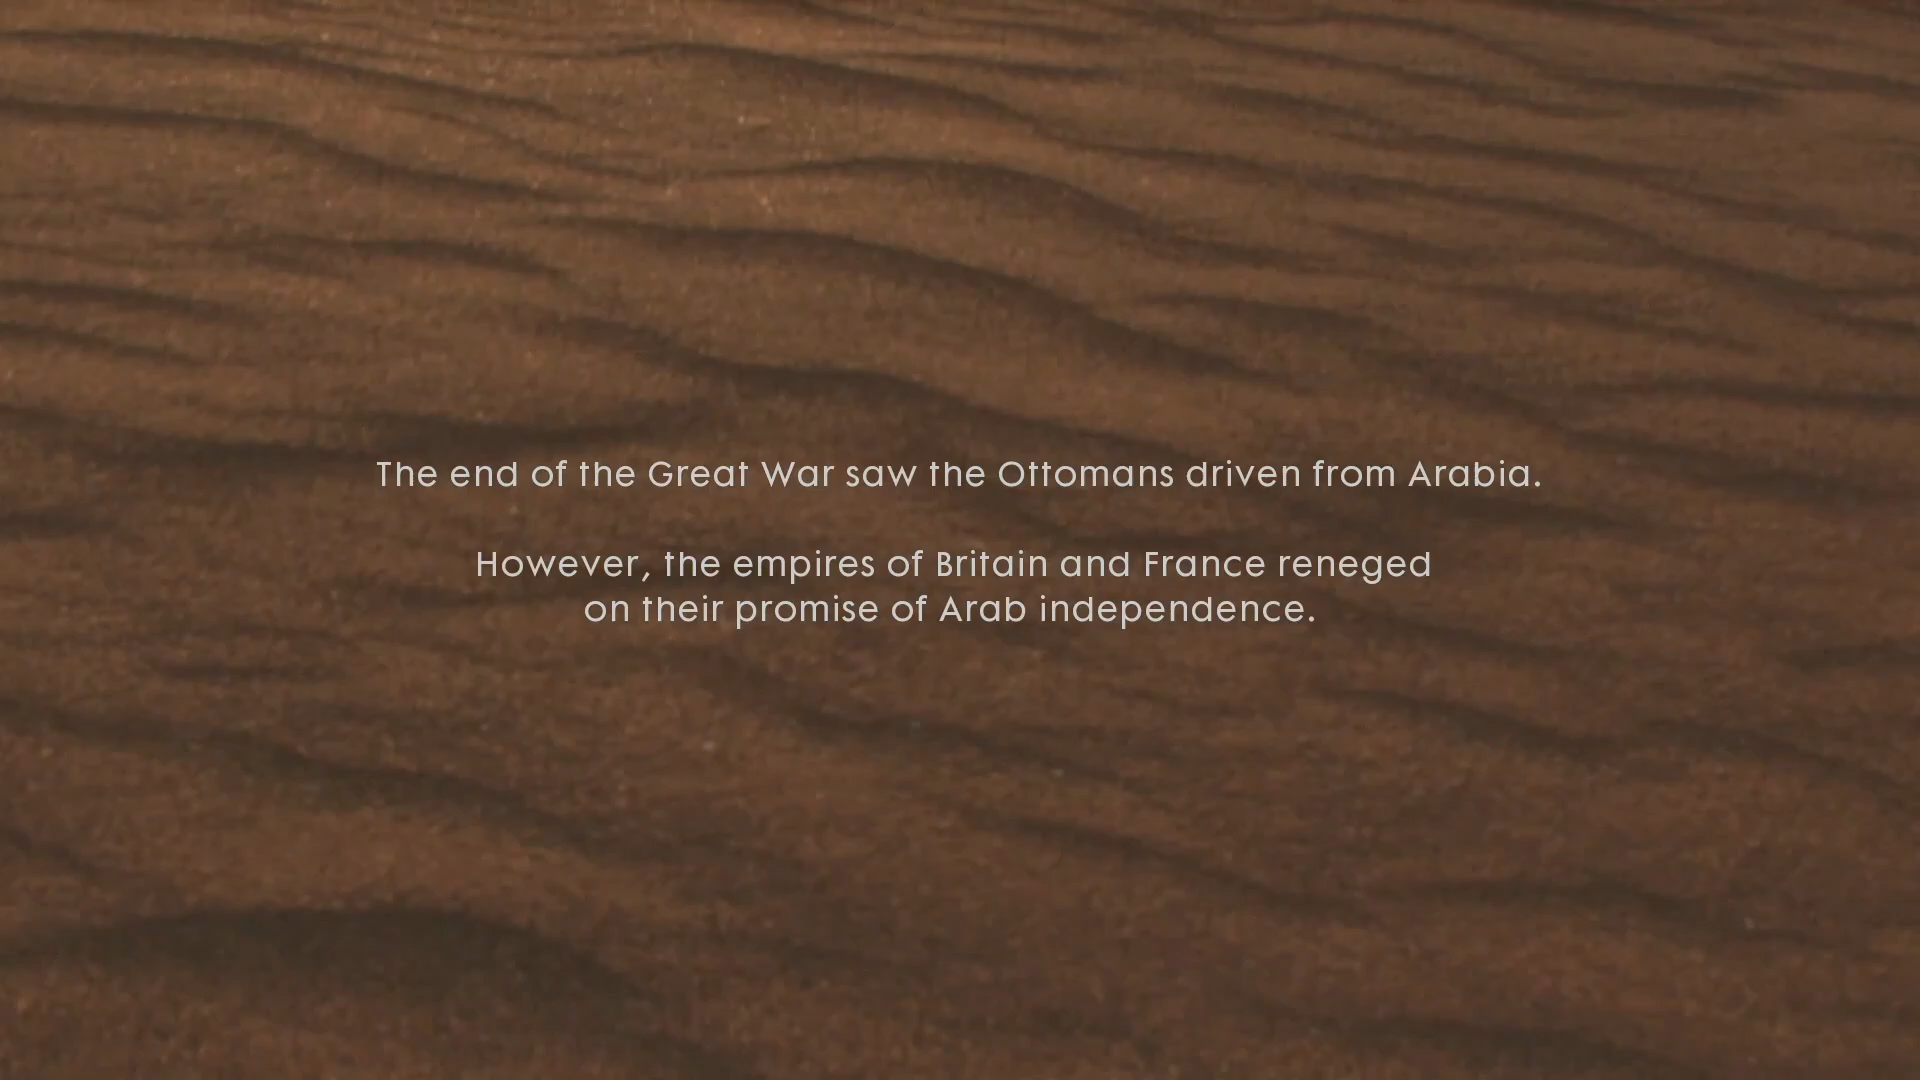 The end of the Great War saw the Ottomans driven from Arabia.
However, the empires of Britain and France reneged
on their promise of Arab independence.